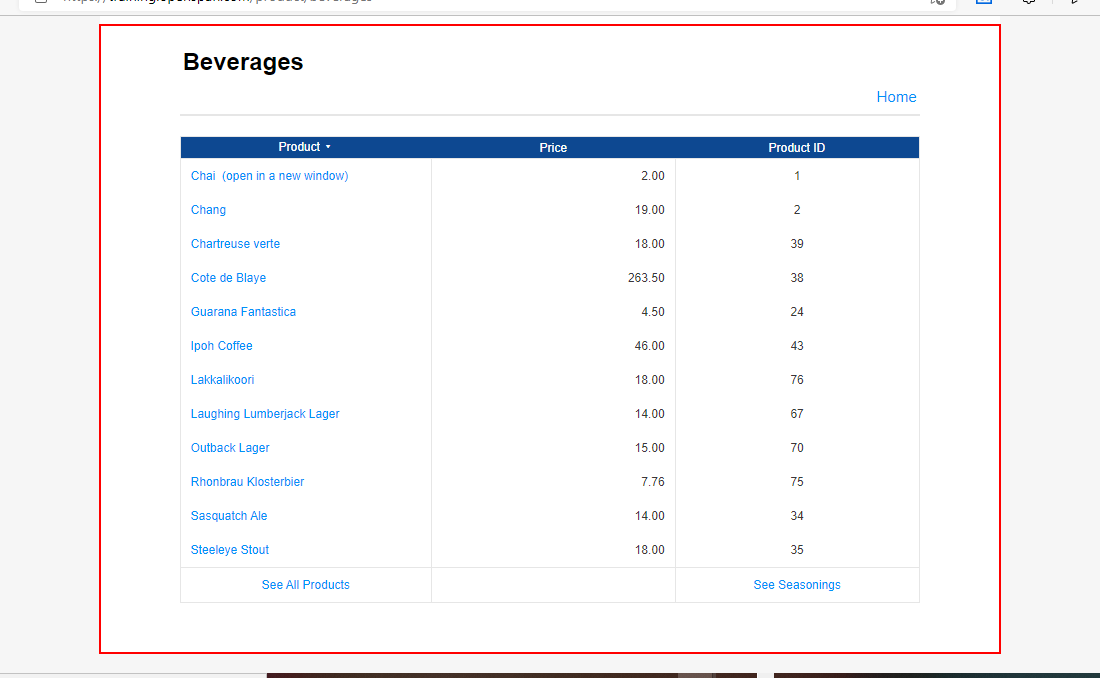 Beverages
Home
Product Price Product ID
Chai (open in a new window) 2.00 1
Chang 19.00 2
Chartreuse verte 18.00 39
Cote de Blaye 263.50 38
Guarana Fantastica 4.50 24
Ipoh Coffee 46.00 43
Lakkalikoori 18.00 76
Laughing Lumberjack Lager 14.00 67
Outback Lager 15.00 70
Rhonbrau Klosterbier 7.76 75
Sasquatch Ale 14.00 34
Steeleye Stout 18.00 35
See All Products See Seasonings